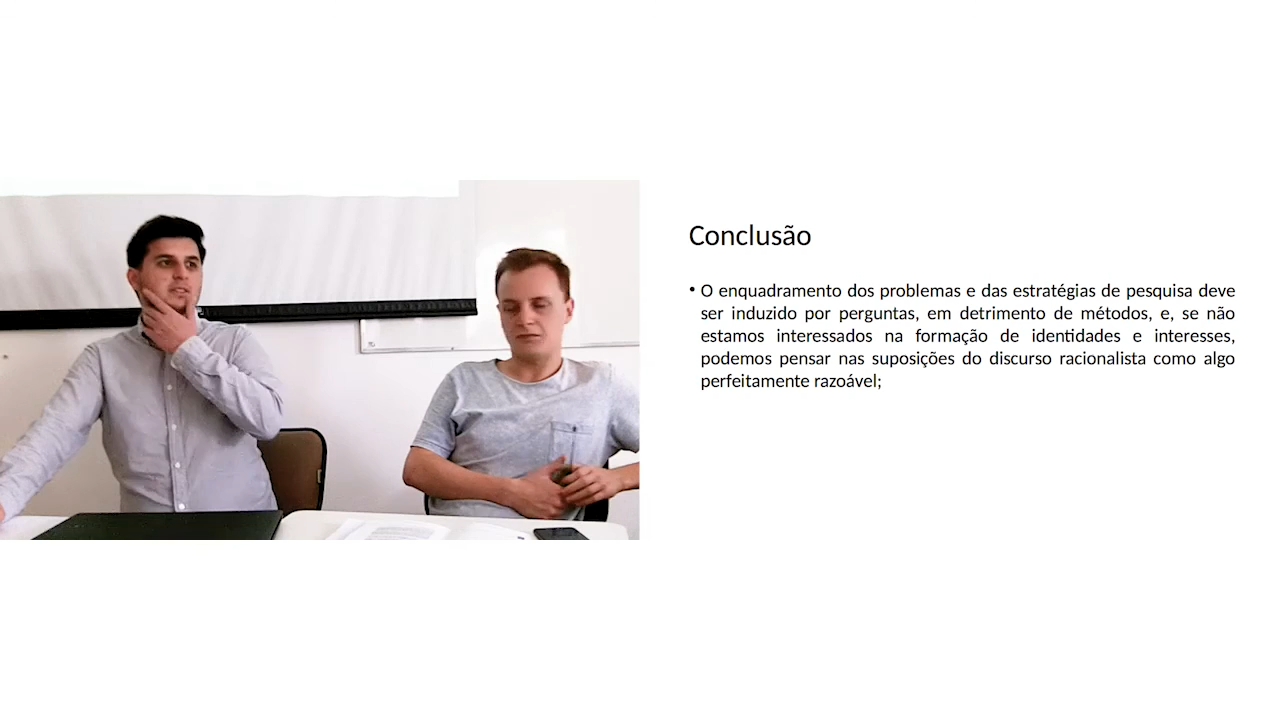 Conclusão
• O enquadramento dos problemas e das estratégias de pesquisa deve
ser induzido por perguntas, em detrimento de métodos, e, se não
estamos interessados na formação de identidades e interesses,
podemos pensar nas suposições do discurso racionalista como algo
perfeitamente razoável;